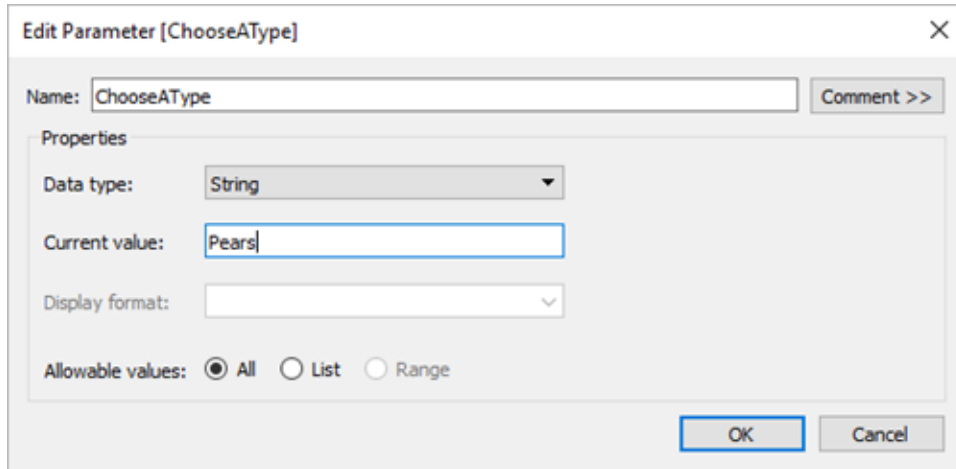 Edit Parameter [ChooseAType]
Name: ChooseAType Comment >>
Properties
Data type: String
Current value: Pears
Display format:
Allowable values: All List Range
OK Cancel